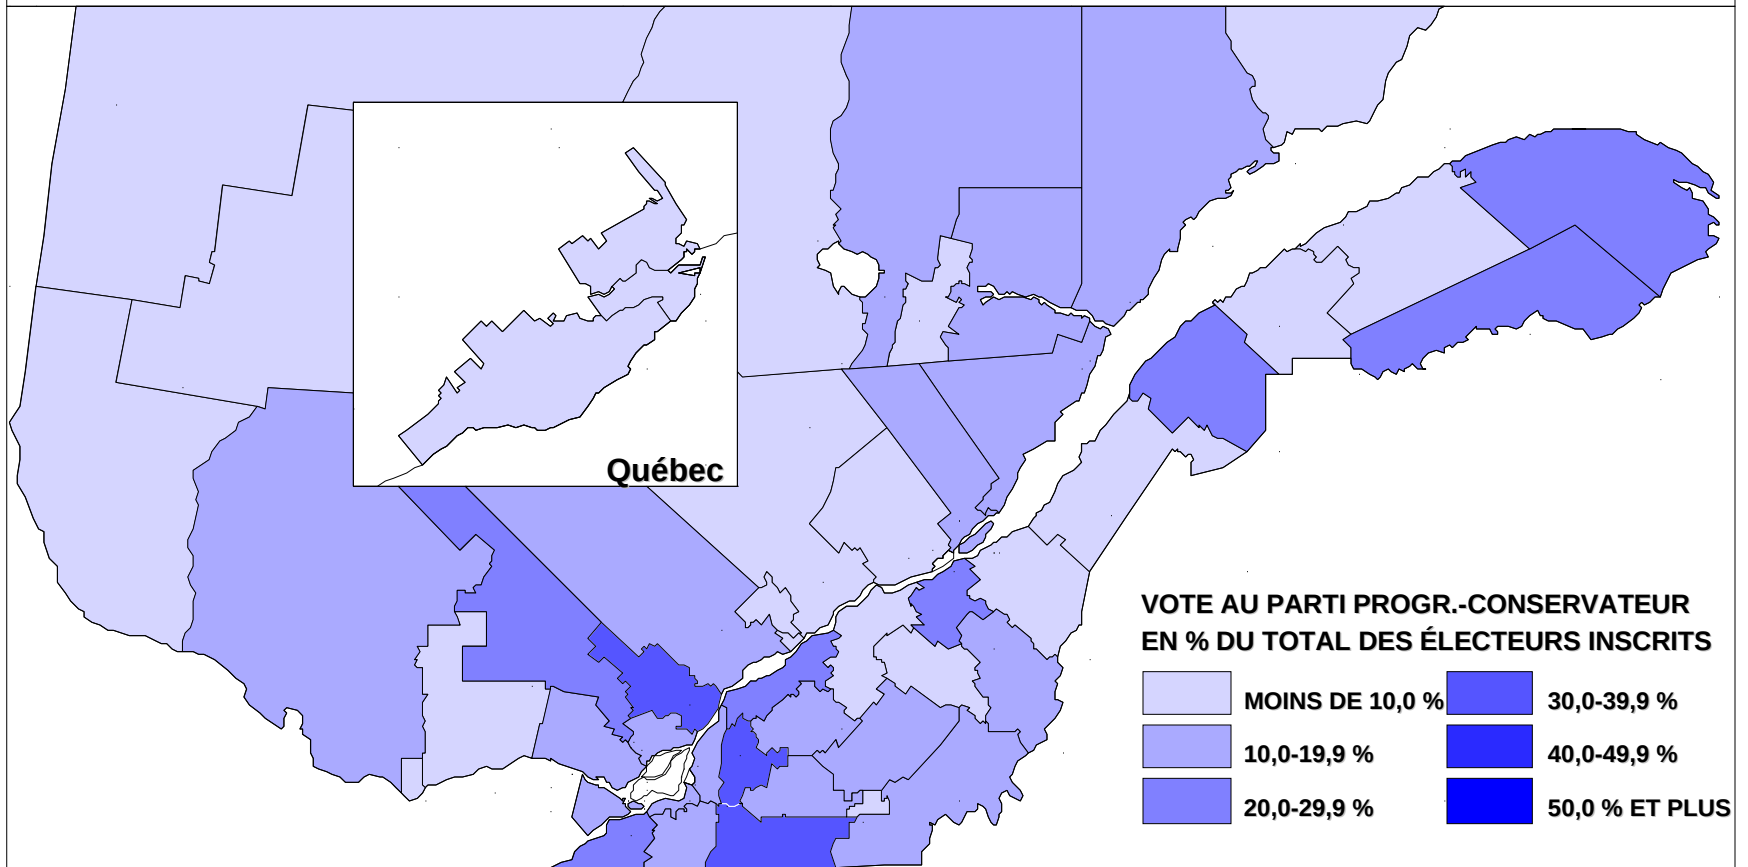 Québec
VOTE AU PARTI PROGR.-CONSERVATEUR
EN % DU TOTAL DES ÉLECTEURS INSCRITS
MOINS DE 10,0 %
10,0-19,9 %
20,0-29,9 %
30,0-39,9 %
40,0-49,9 %
50,0 % ET PLUS